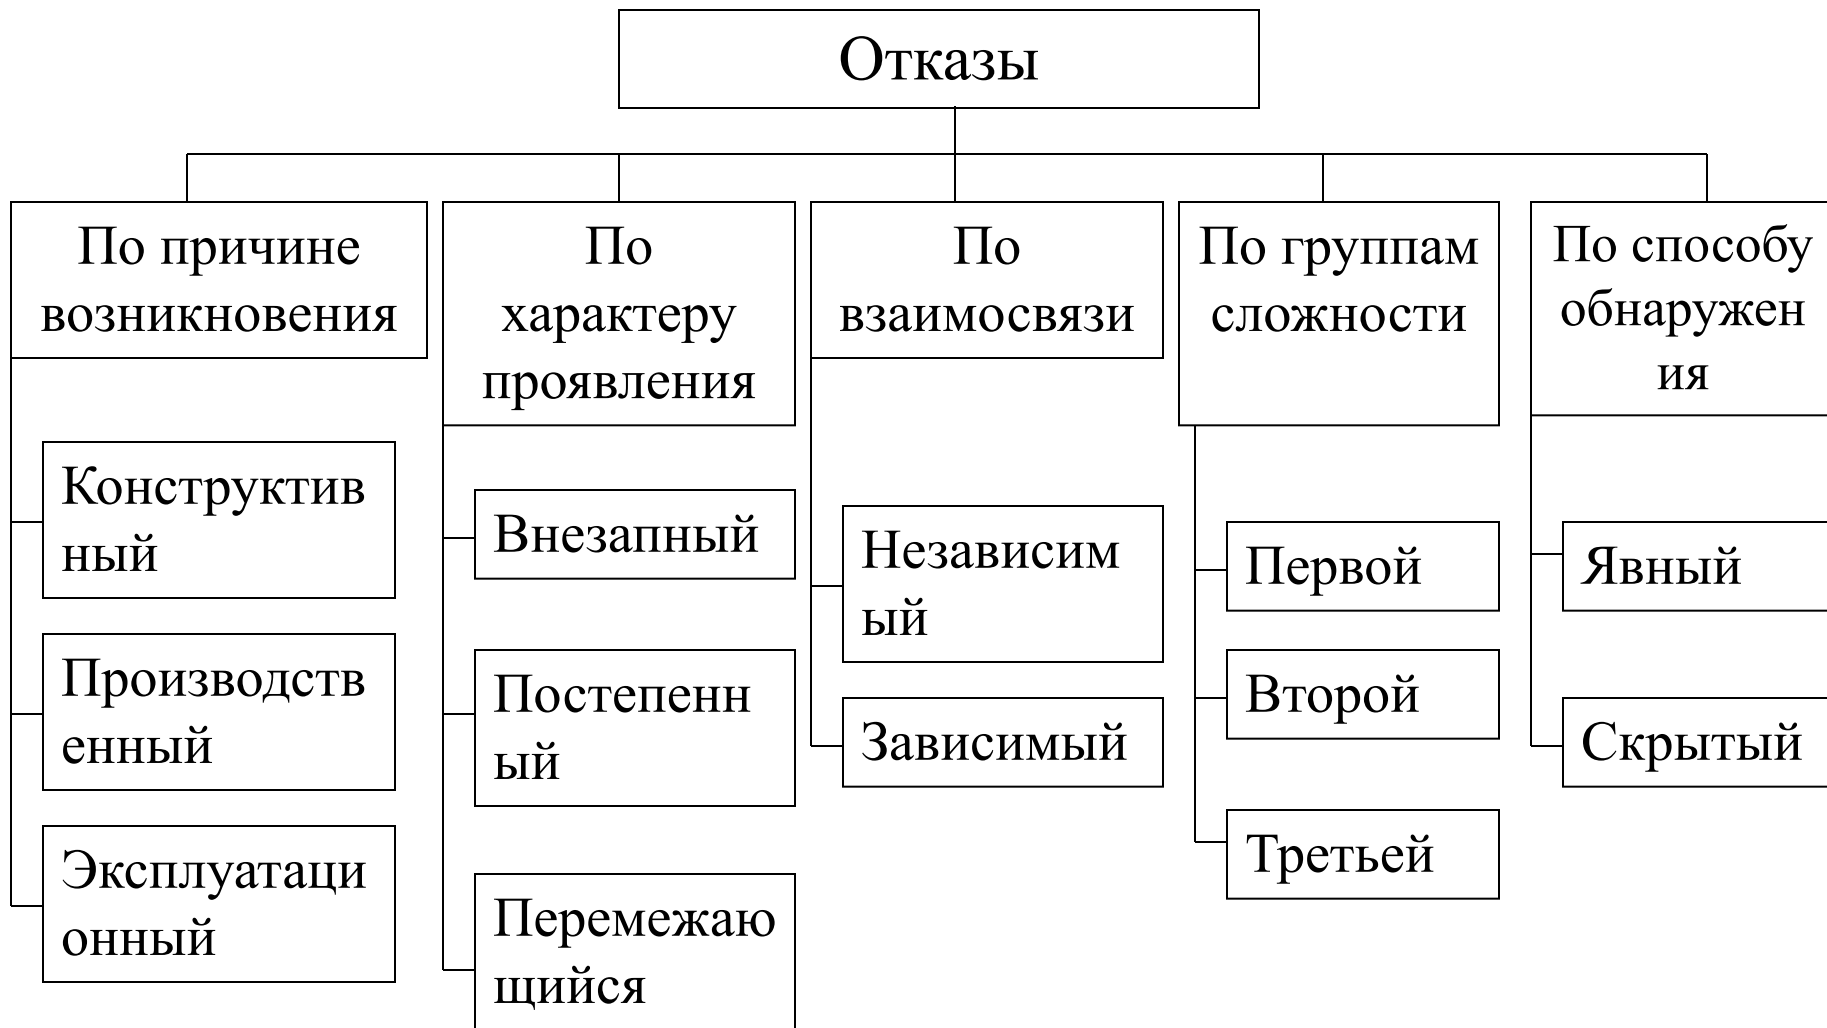 Отказы
По причине
возникновения
По
характеру
проявления
По
взаимосвязи
По группам
сложности
По способу
обнаружен
ия
Конструктив
ный
Производств
енный
Эксплуатаци
онный
Внезапный
Постепенн
ый
Перемежаю
щийся
Независим
ый
Зависимый
Первой
Второй
Третьей
Явный
Скрытый